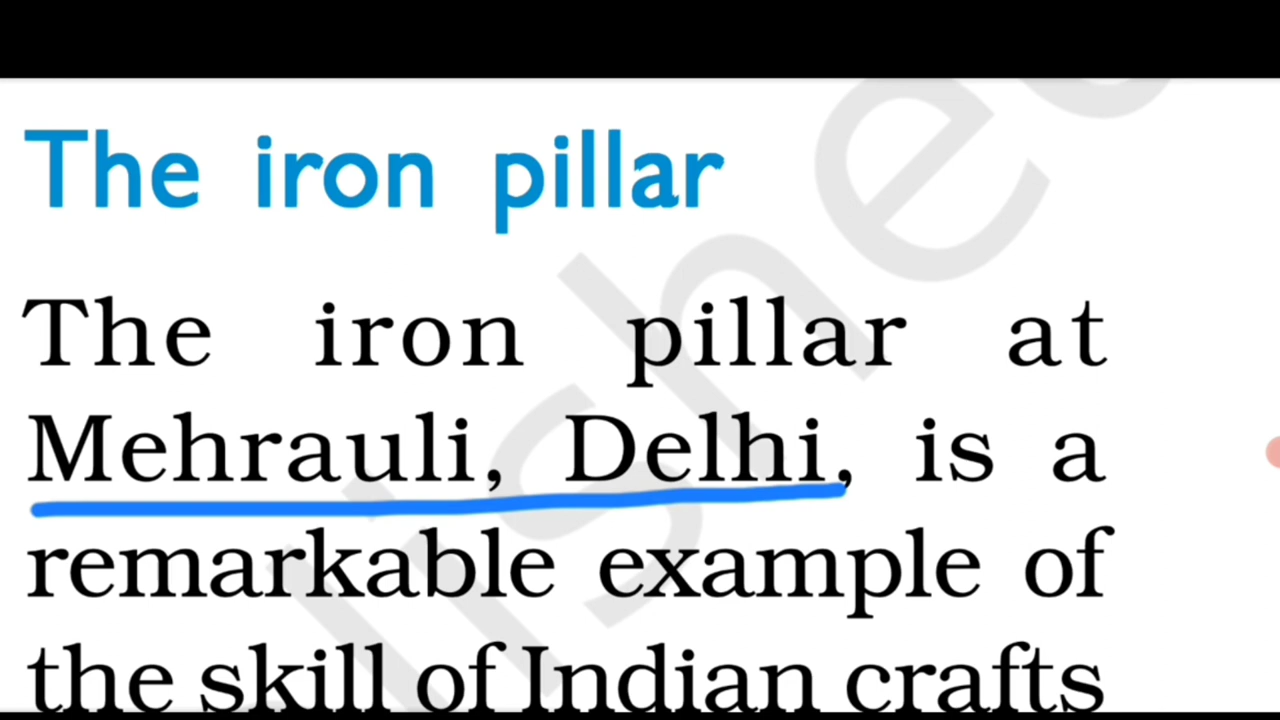 The iron pillar
The iron pillar at
Mehrauli, Delhi, is a
remarkable example of
the skill of Indian crafts